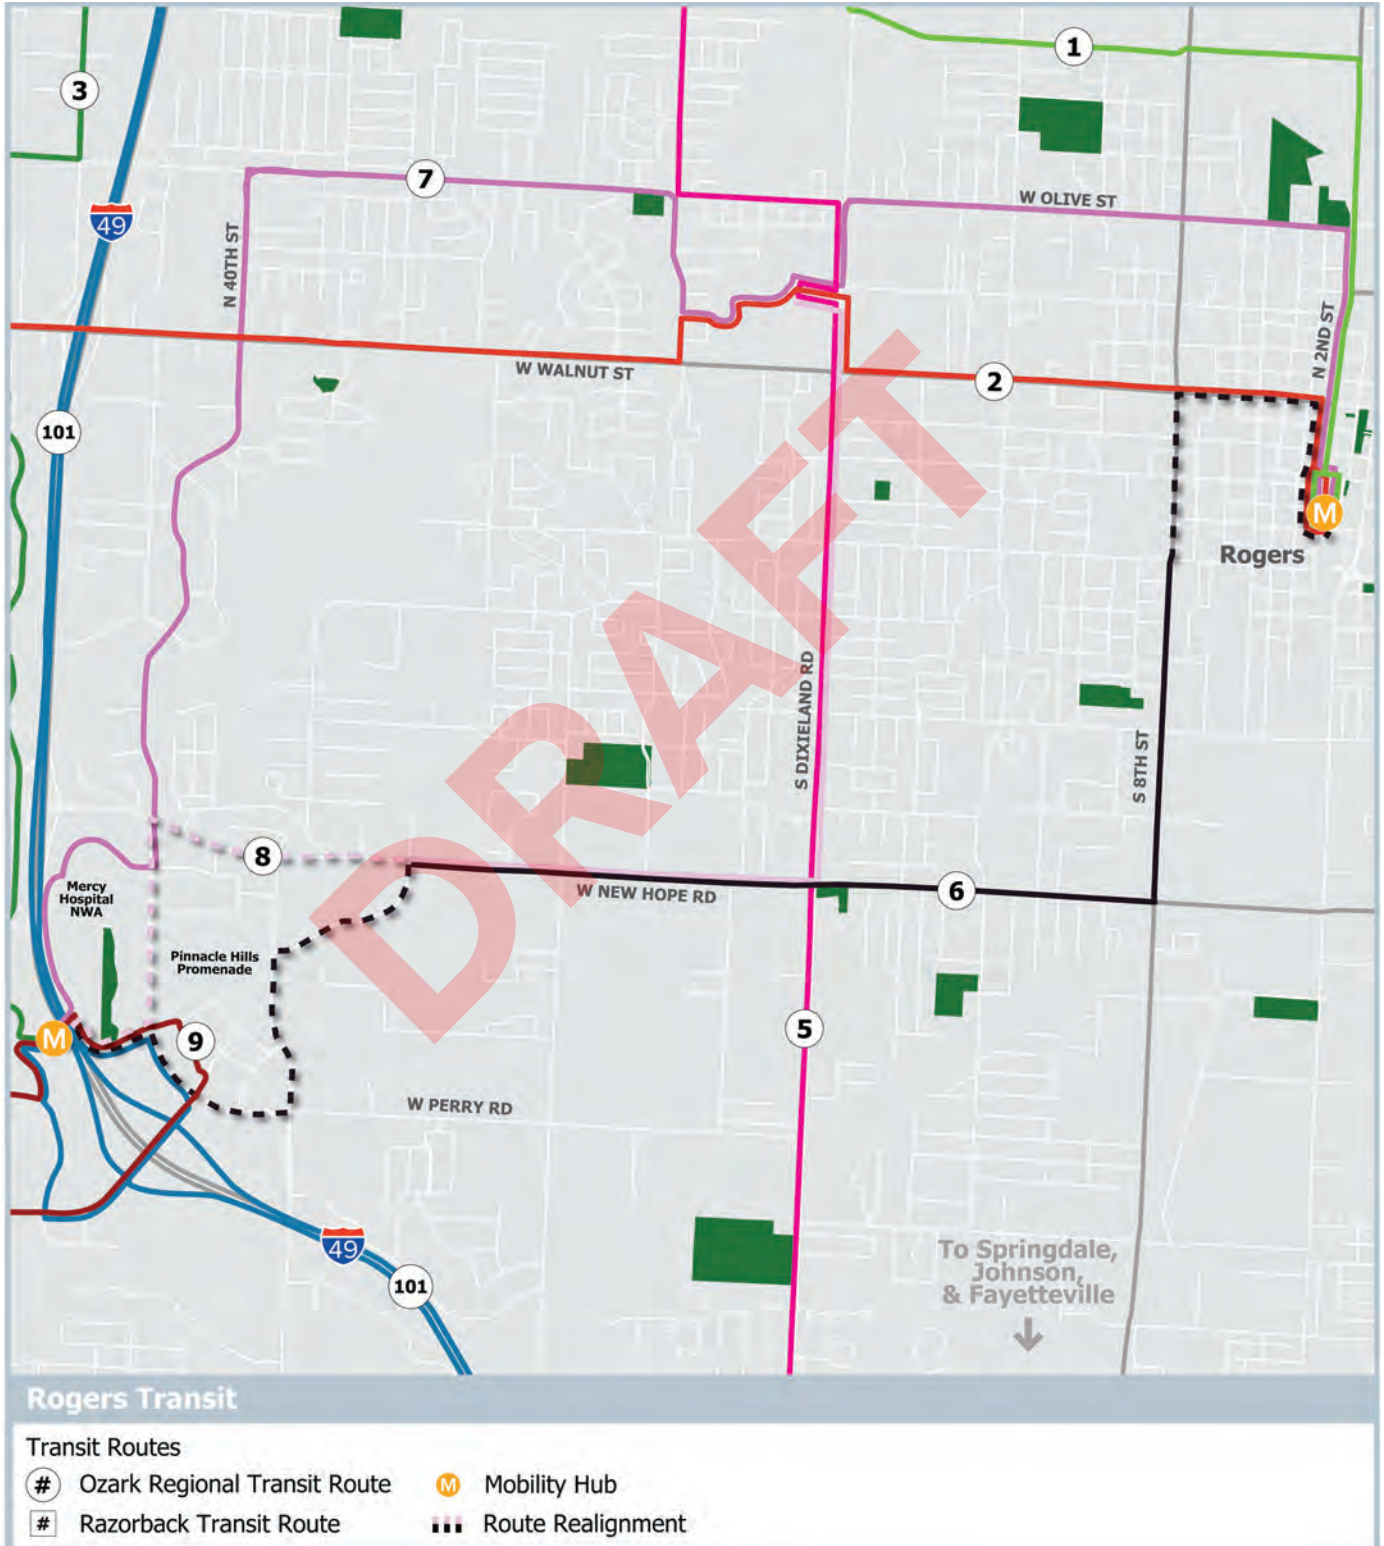 1
3
7
W OLIVE ST
49
N 40TH ST
N 2ND ST
W WALNUT ST
2
101
M
Rogers
DRAFT
S DIXIELAND RD
S 8TH ST
8
Mercy
Hospital
NWA
W NEW HOPE RD
6
Pinnacle Hills
Promenade
M
9
5
W PERRY RD
To Springdale,
Johnson,
& Fayetteville
49
101
Rogers Transit
Transit Routes
# Ozark Regional Transit Route
M Mobility Hub
# Razorback Transit Route
Route Realignment